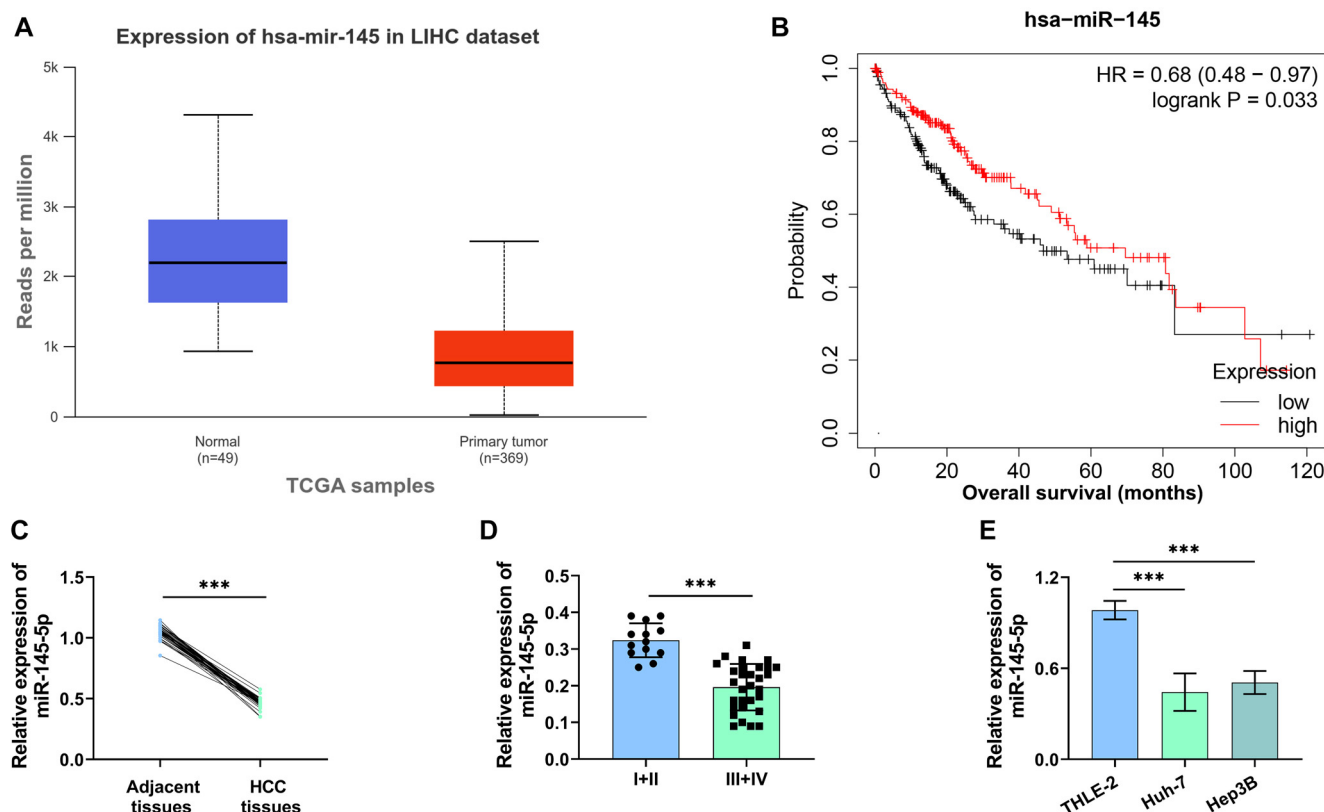 A
Expression of hsa-mir-145 in LIHC dataset
Reads per million
5k
4k
3k
2k
1k
0
Normal
(n=49)
Primary tumor
(n=369)
TCGA samples
B
hsa−miR−145
HR = 0.68 (0.48 − 0.97)
logrank P = 0.033
Probability
1.0
0.8
0.6
0.4
0.2
0.0
Expression
low
high
0 20 40 60 80 100 120
Overall survival (months)
C
Relative expression of
miR-145-5p
1.5
1.0
0.5
0.0
***
Adjacent
tissues
HCC
tissues
D
Relative expression of
miR-145-5p
0.5
0.4
0.3
0.2
0.1
0.0
***
I+II
III+IV
E
Relative expression of
miR-145-5p
1.2
0.6
0.0
***
***
THLE-2
Huh-7
Hep3B